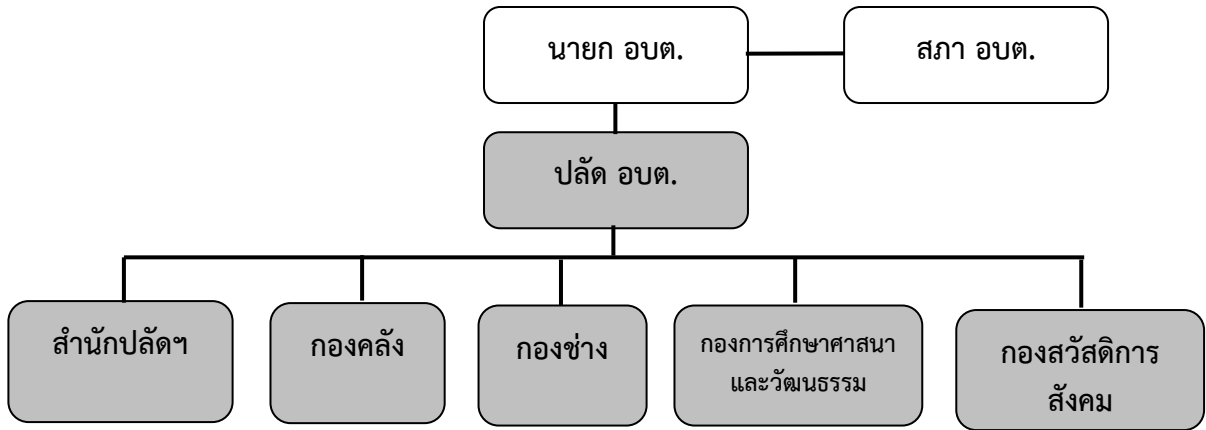 นายก อบต.
สภา อบต.
ปลัด อบต.
สำนักปลัดฯ
กองคลัง
กองช่าง
กองการศึกษาศาสนา
และวัฒนธรรม
กองสวัสดิการ
สังคม